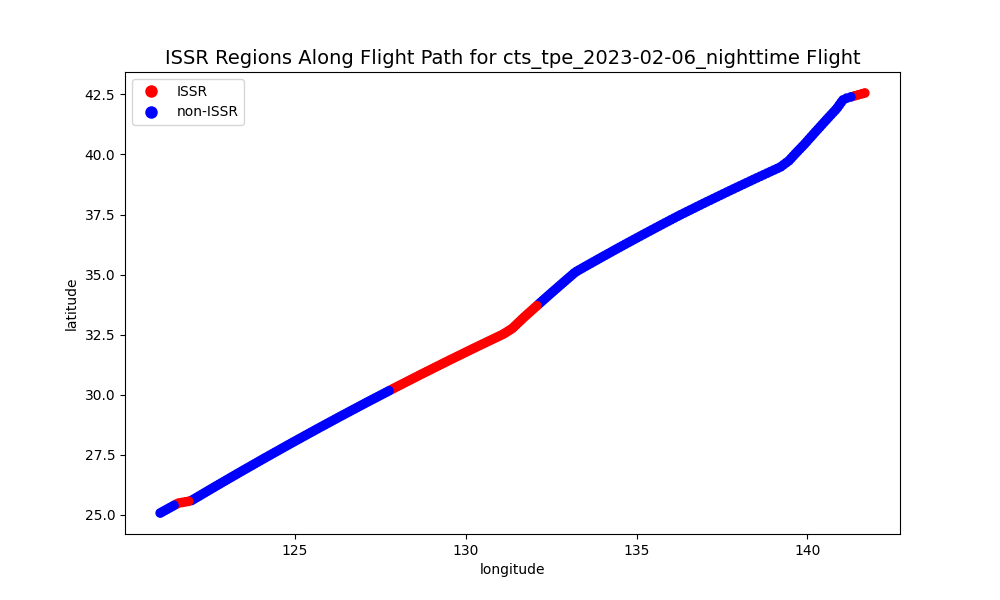 ISSR Regions Along Flight Path for cts_tpe_2023-02-06_nighttime Flight
ISSR
non-ISSR
42.5
40.0
37.5
35.0
32.5
30.0
27.5
25.0
latitude
125 130 135 140
longitude